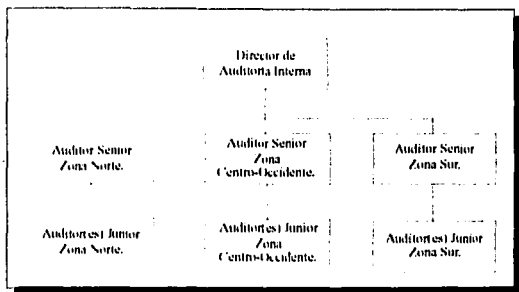 Director de
Auditoría Interna
Auditor Senior
Zona Norte.
Auditor Senior
Zona
Centro-Occidente.
Auditor Senior
Zona Sur.
Auditor(es) Junior
Zona Norte.
Auditor(es) Junior
Zona
Centro-Occidente.
Auditor(es) Junior
Zona Sur.